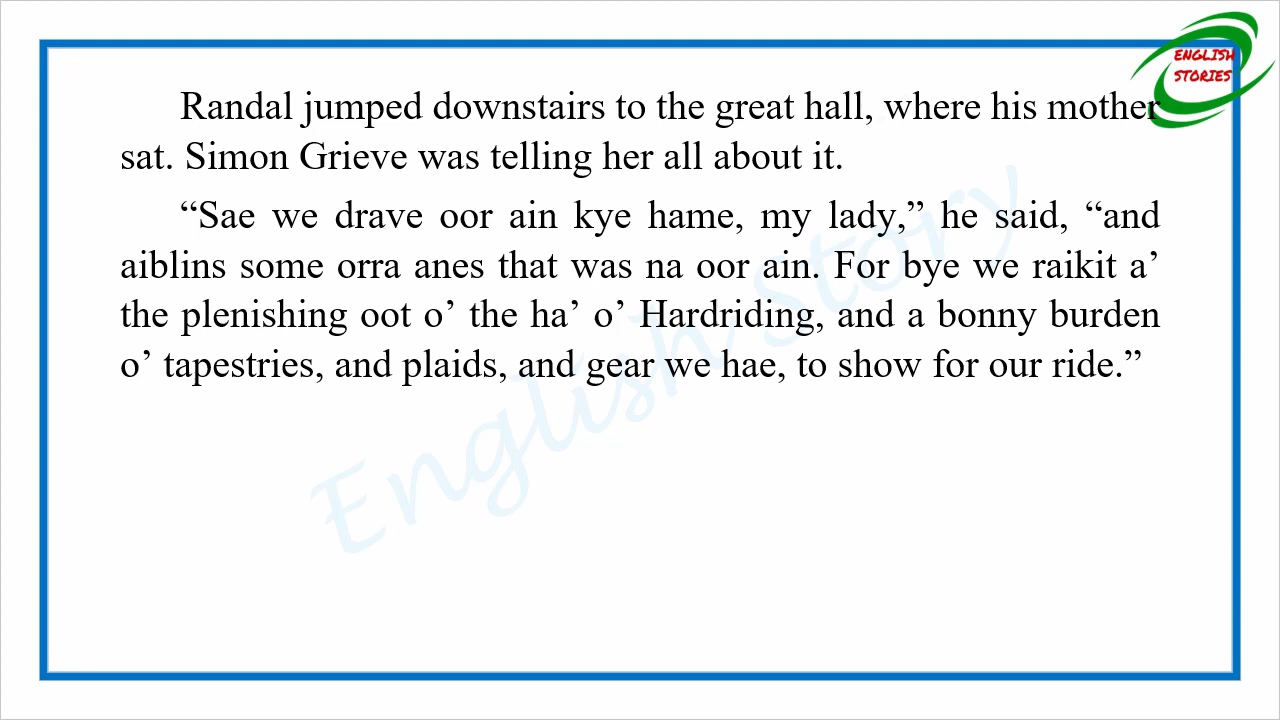 ENGLISH
STORIES
Randal jumped downstairs to the great hall, where his mother
sat. Simon Grieve was telling her all about it.
“Sae we drave oor ain kye hame, my lady,” he said, “and
aiblins some orra anes that was na oor ain. For bye we raikit a’
the plenishing oot o’ the ha’ o’ Hardriding, and a bonny burden
o’ tapestries, and plaids, and gear we hae, to show for our ride.”
English Story